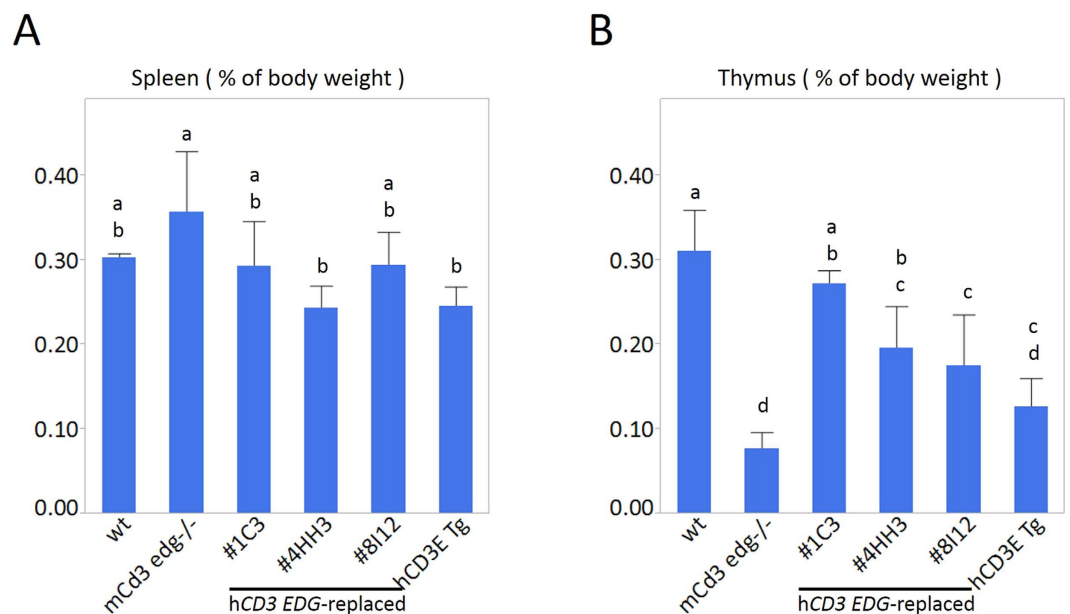 A
Spleen ( % of body weight )
a
b
a
a
b
b
a
b
b
0.40
0.30
0.20
0.10
0.00
wt
mCd3 edg-/-
#1C3
#4HH3
#8I12
hCD3E Tg
hCD3 EDG-replaced
B
Thymus ( % of body weight )
a
d
a
b
b
c
c
c
d
0.40
0.30
0.20
0.10
0.00
wt
mCd3 edg-/-
#1C3
#4HH3
#8I12
hCD3E Tg
hCD3 EDG-replaced